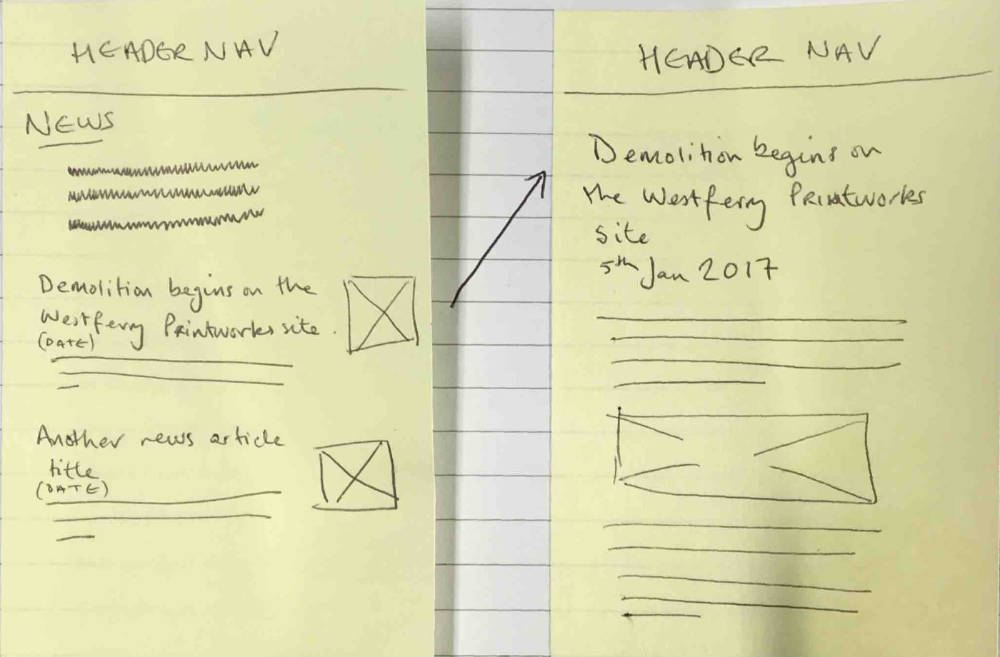 HEADER NAV
NEWS
Demolition begins on the
Westferry Printworks site.
(DATE)
Another news article
title
(DATE)
HEADER NAV
Demolition begins on
the Westferry Printworks
site
5th Jan 2017